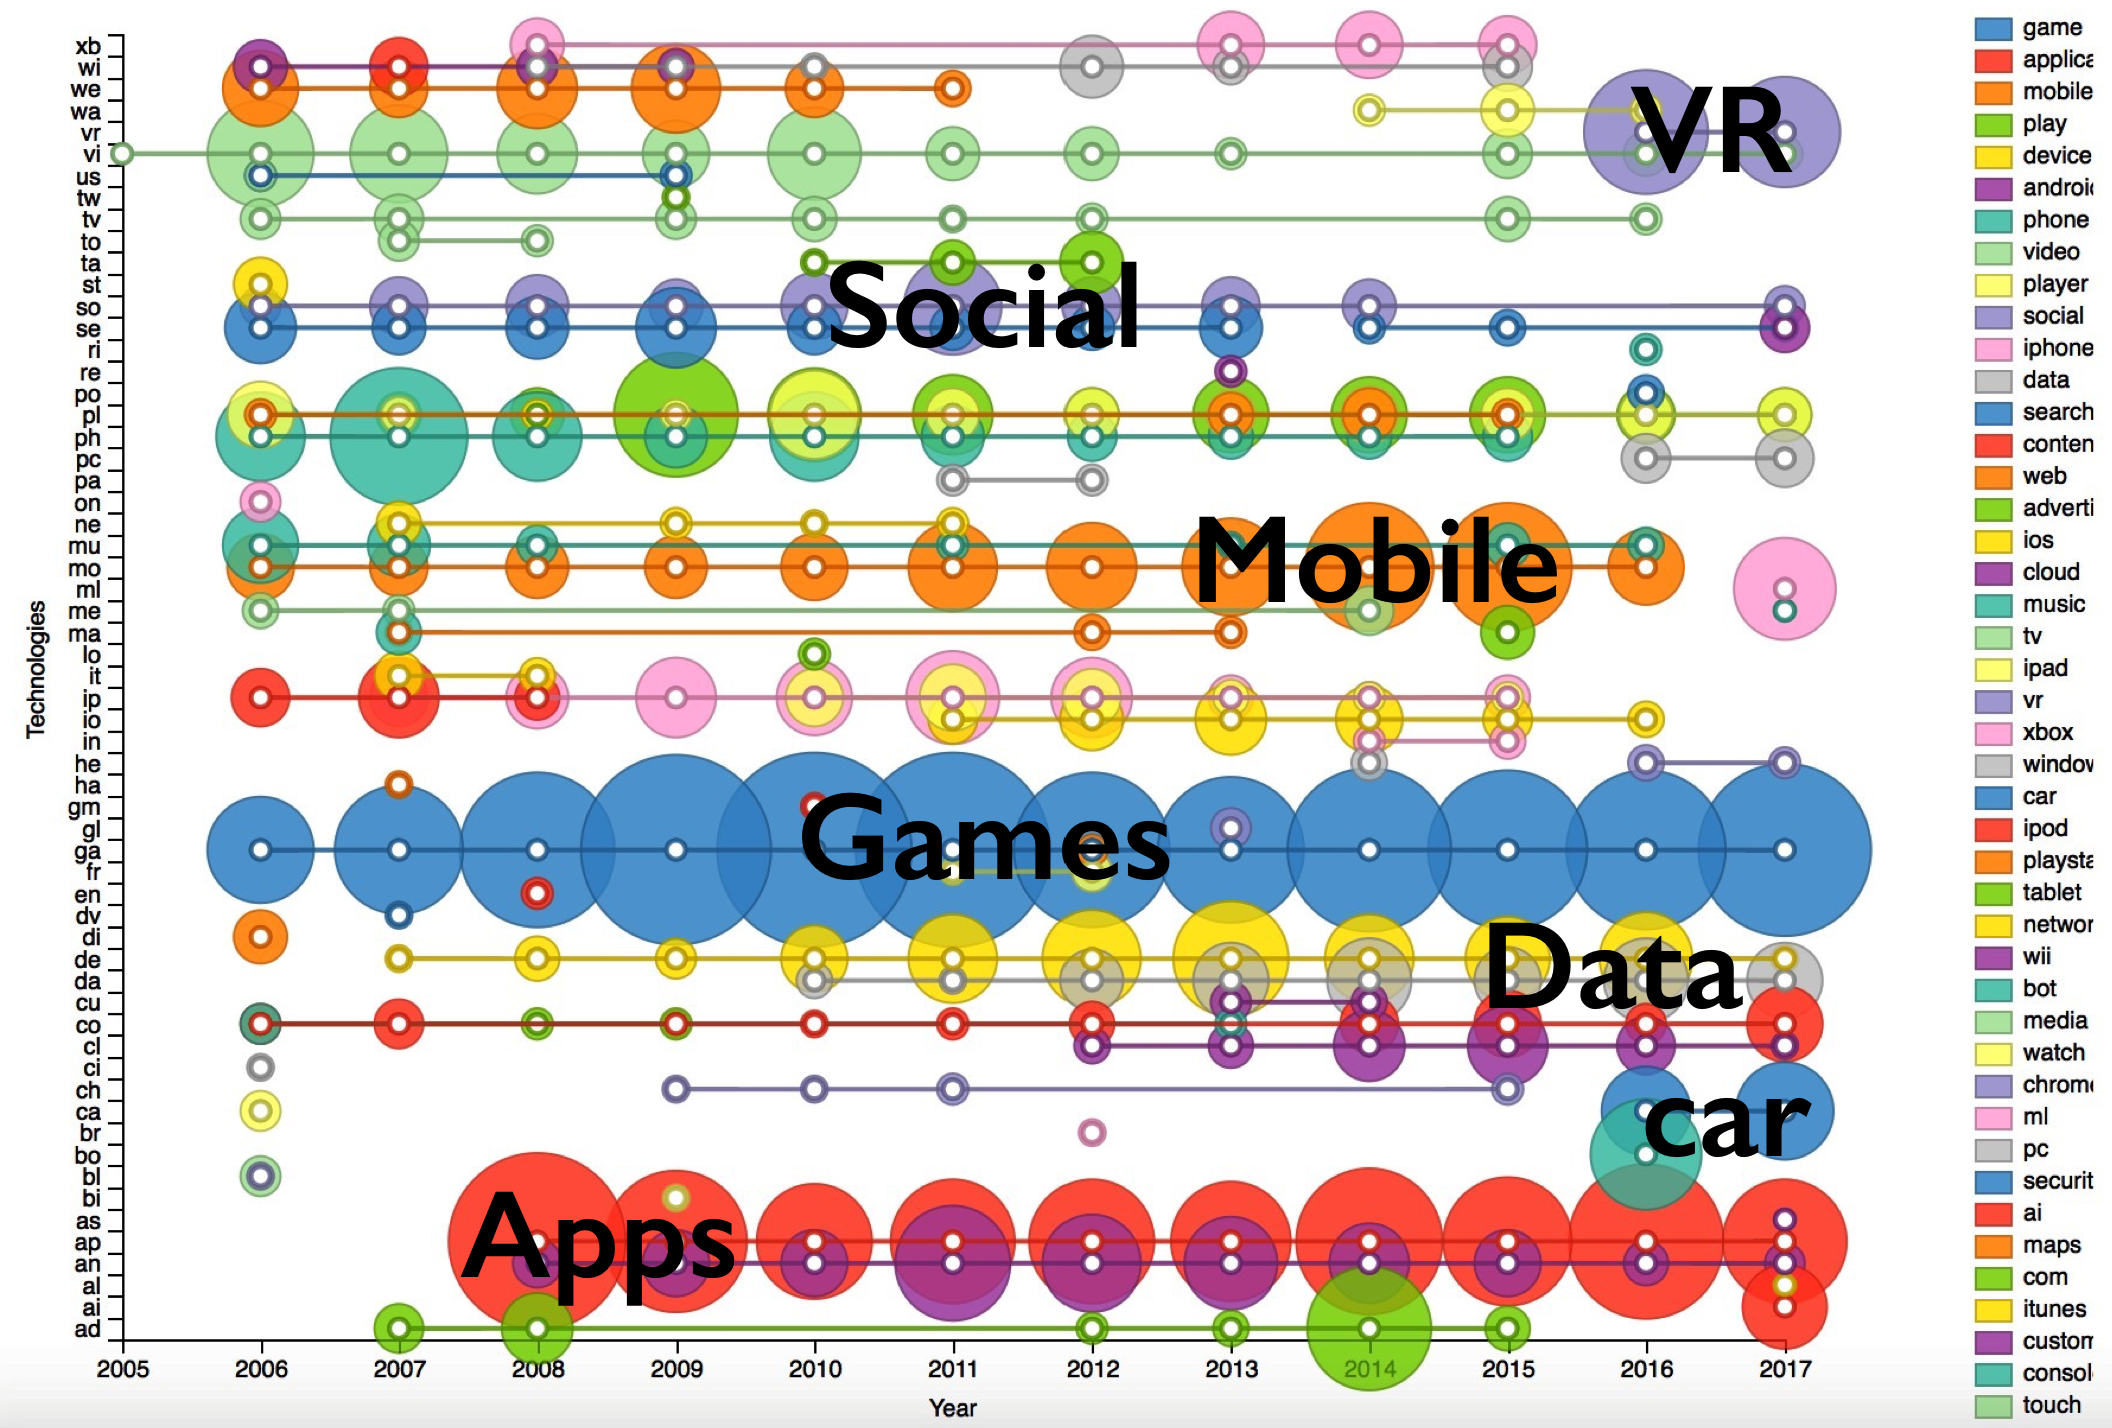 xb
wi
we
wa
vr
vi
us
tw
tv
to
ta
st
so
se
ri
re
po
pl
ph
pc
pa
on
ne
mu
mo
ml
me
ma
lo
it
ip
io
in
he
ha
gm
gl
ga
fr
en
dv
di
de
da
cu
co
cl
ci
ch
ca
br
bo
bl
bi
as
ap
an
al
ai
ad
Technologies
VR
Social
Mobile
Games
Data
car
Apps
2005 2006 2007 2008 2009 2010 2011 2012 2013 2014 2015 2016 2017
Year
game
applica
mobile
play
device
android
phone
video
player
social
iphone
data
search
conten
web
adverti
ios
cloud
music
tv
ipad
vr
xbox
window
car
ipod
playsta
tablet
networ
wii
bot
media
watch
chrome
ml
pc
securit
ai
maps
com
itunes
custom
consol
touch